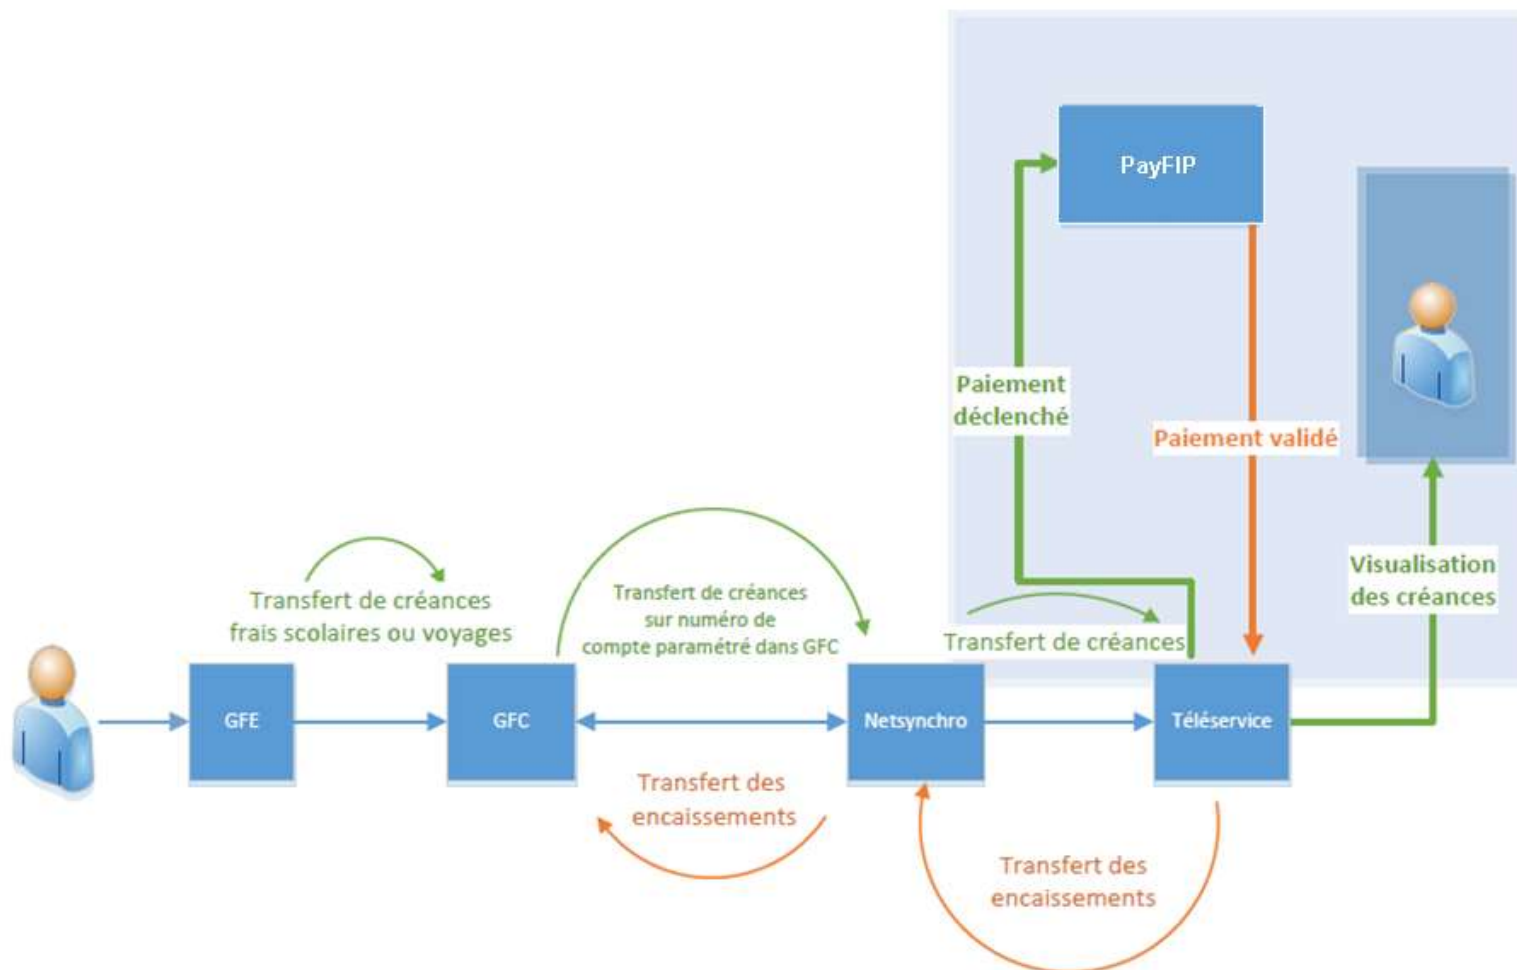 PayFIP
Paiement
déclenché
Paiement validé
Visualisation
des créances
Transfert de créances
frais scolaires ou voyages
Transfert de créances
sur numéro de
compte paramétré dans GFC
Transfert de créances
GFE
GFC
Netsynchro
Téléservice
Transfert des
encaissements
Transfert des
encaissements